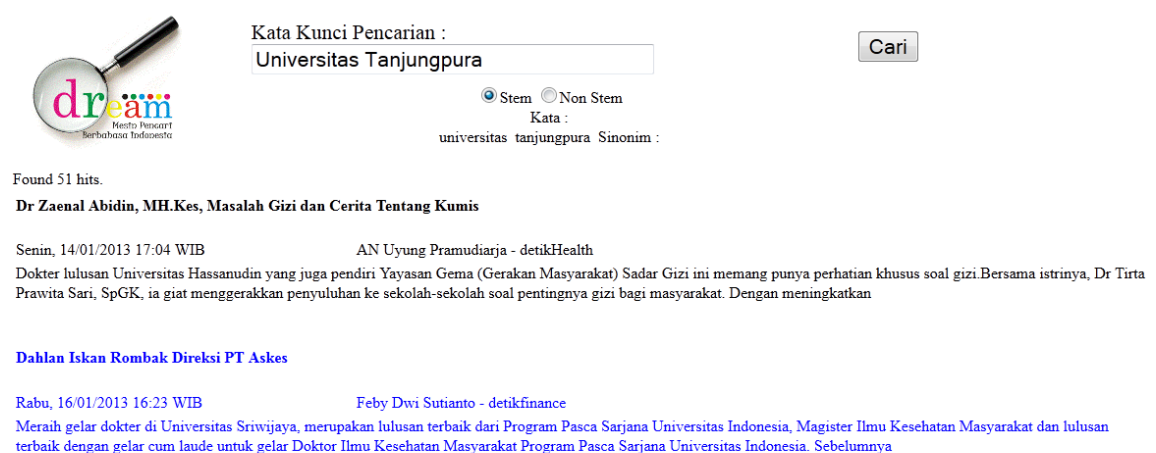 Kata Kunci Pencarian :
Universitas Tanjungpura
Cari
Stem Non Stem
Kata :
universitas tanjungpura Sinonim :
dream
Mesin Pencari
Berbahasa Indonesia
Found 51 hits.
Dr Zaenal Abidin, MH.Kes, Masalah Gizi dan Cerita Tentang Kumis
Senin, 14/01/2013 17:04 WIB AN Uyung Pramudiarja - detikHealth
Dokter lulusan Universitas Hassanudin yang juga pendiri Yayasan Gema (Gerakan Masyarakat) Sadar Gizi ini memang punya perhatian khusus soal gizi.Bersama istrinya, Dr Tirta
Prawita Sari, SpGK, ia giat menggerakkan penyuluhan ke sekolah-sekolah soal pentingnya gizi bagi masyarakat. Dengan meningkatkan
Dahlan Iskan Rombak Direksi PT Askes
Rabu, 16/01/2013 16:23 WIB Feby Dwi Sutianto - detikfinance
Meraih gelar dokter di Universitas Sriwijaya, merupakan lulusan terbaik dari Program Pasca Sarjana Universitas Indonesia, Magister Ilmu Kesehatan Masyarakat dan lulusan
terbaik dengan gelar cum laude untuk gelar Doktor Ilmu Kesehatan Masyarakat Program Pasca Sarjana Universitas Indonesia. Sebelumnya